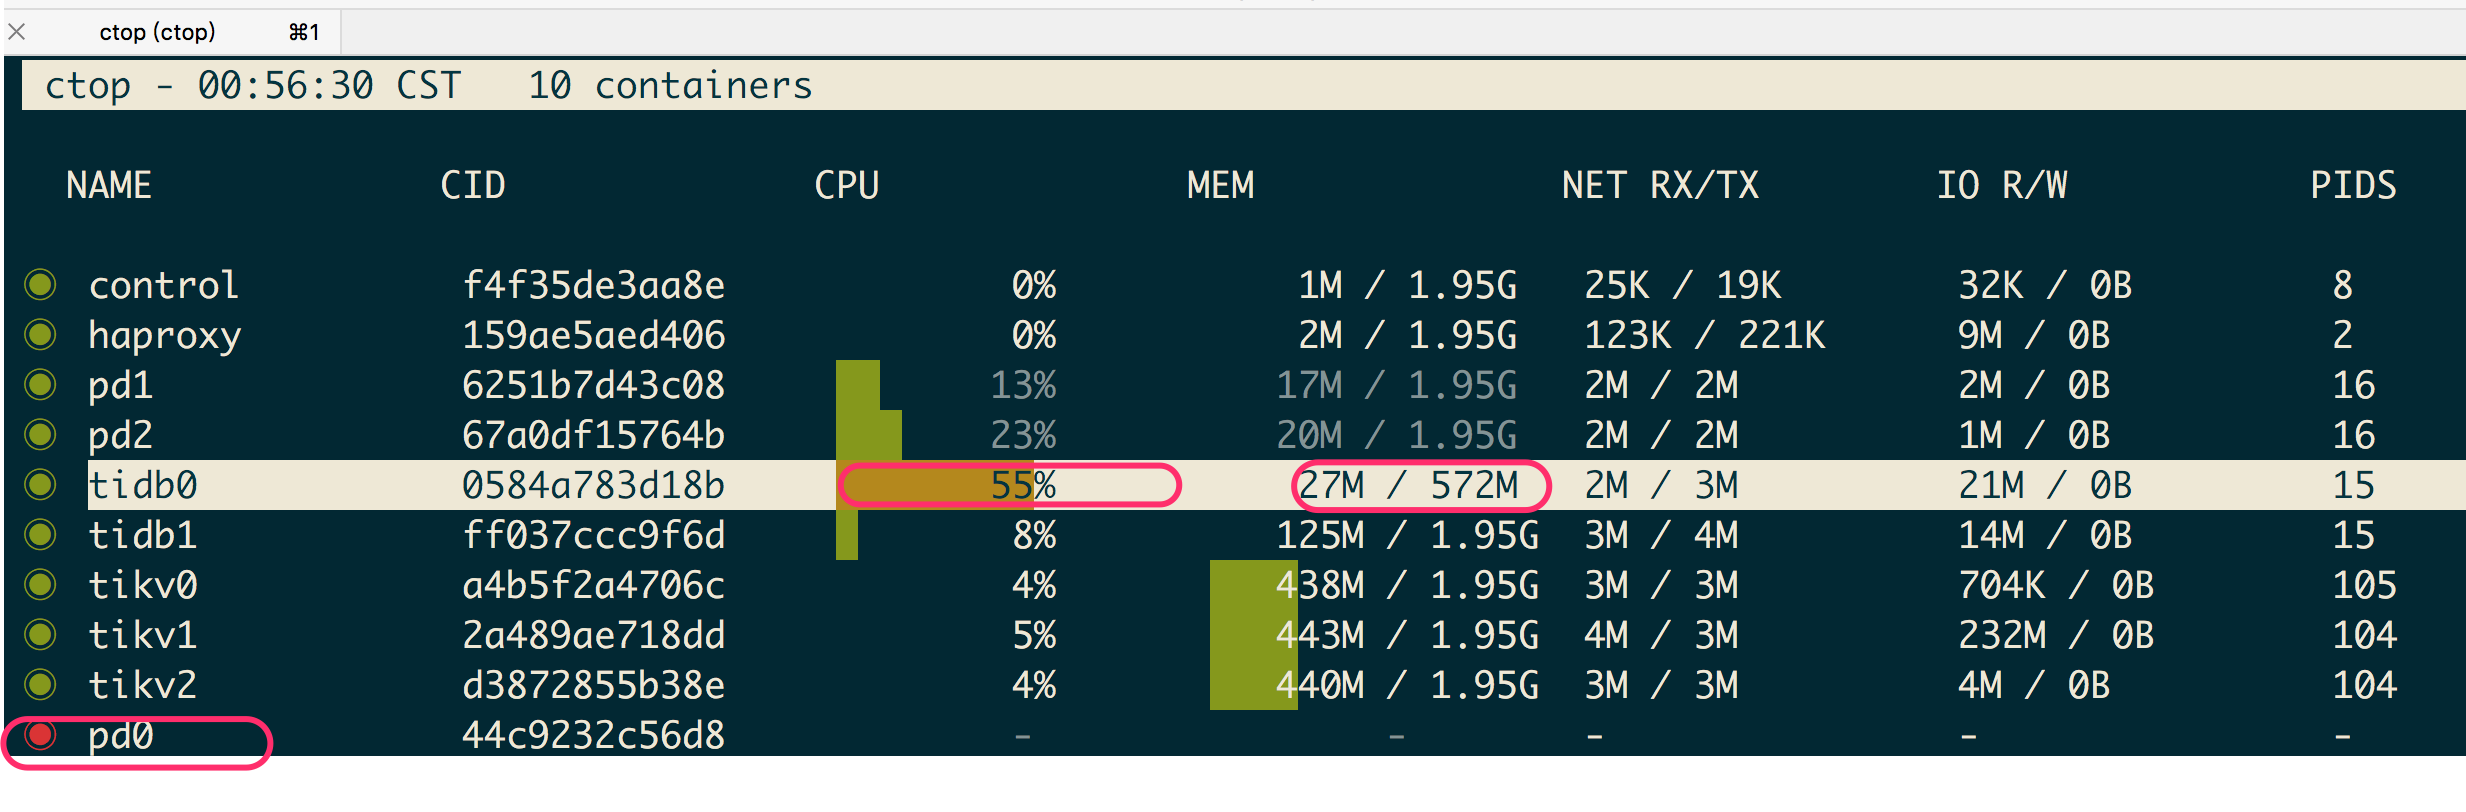 ctop (ctop) ⌘1
ctop - 00:56:30 CST 10 containers
NAME CID CPU MEM NET RX/TX IO R/W PIDS
control f4f35de3aa8e 0% 1M / 1.95G 25K / 19K 32K / 0B 8
haproxy 159ae5aed406 0% 2M / 1.95G 123K / 221K 9M / 0B 2
pd1 6251b7d43c08 13% 17M / 1.95G 2M / 2M 2M / 0B 16
pd2 67a0df15764b 23% 20M / 1.95G 2M / 2M 1M / 0B 16
tidb0 0584a783d18b 55% 27M / 572M 2M / 3M 21M / 0B 15
tidb1 ff037ccc9f6d 8% 125M / 1.95G 3M / 4M 14M / 0B 15
tikv0 a4b5f2a4706c 4% 438M / 1.95G 3M / 3M 704K / 0B 105
tikv1 2a489ae718dd 5% 443M / 1.95G 4M / 3M 232M / 0B 104
tikv2 d3872855b38e 4% 440M / 1.95G 3M / 3M 4M / 0B 104
pd0 44c9232c56d8 - - - - -